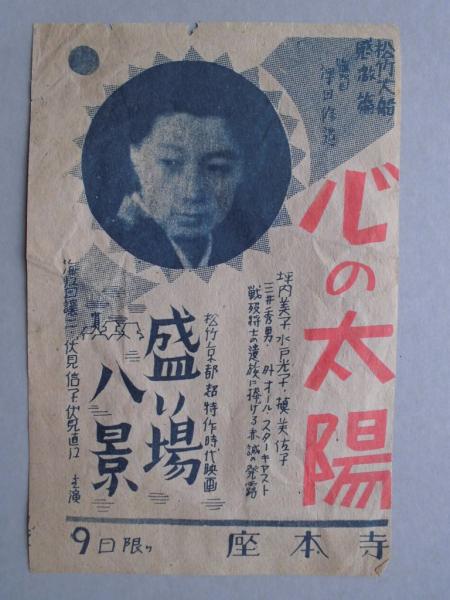 松竹大船
感激篇
監督
深田修造
心の太陽
坪内美子 水戸光子・槙芙佐子
三井秀男・外オール・スターキャスト
戦歿将士の遺族に捧げる赤誠の発露
松竹京都超特作時代映画
盛り場
八景
海江田譲二・伏見信子 伏見直江 主演
9日限り
座本寺